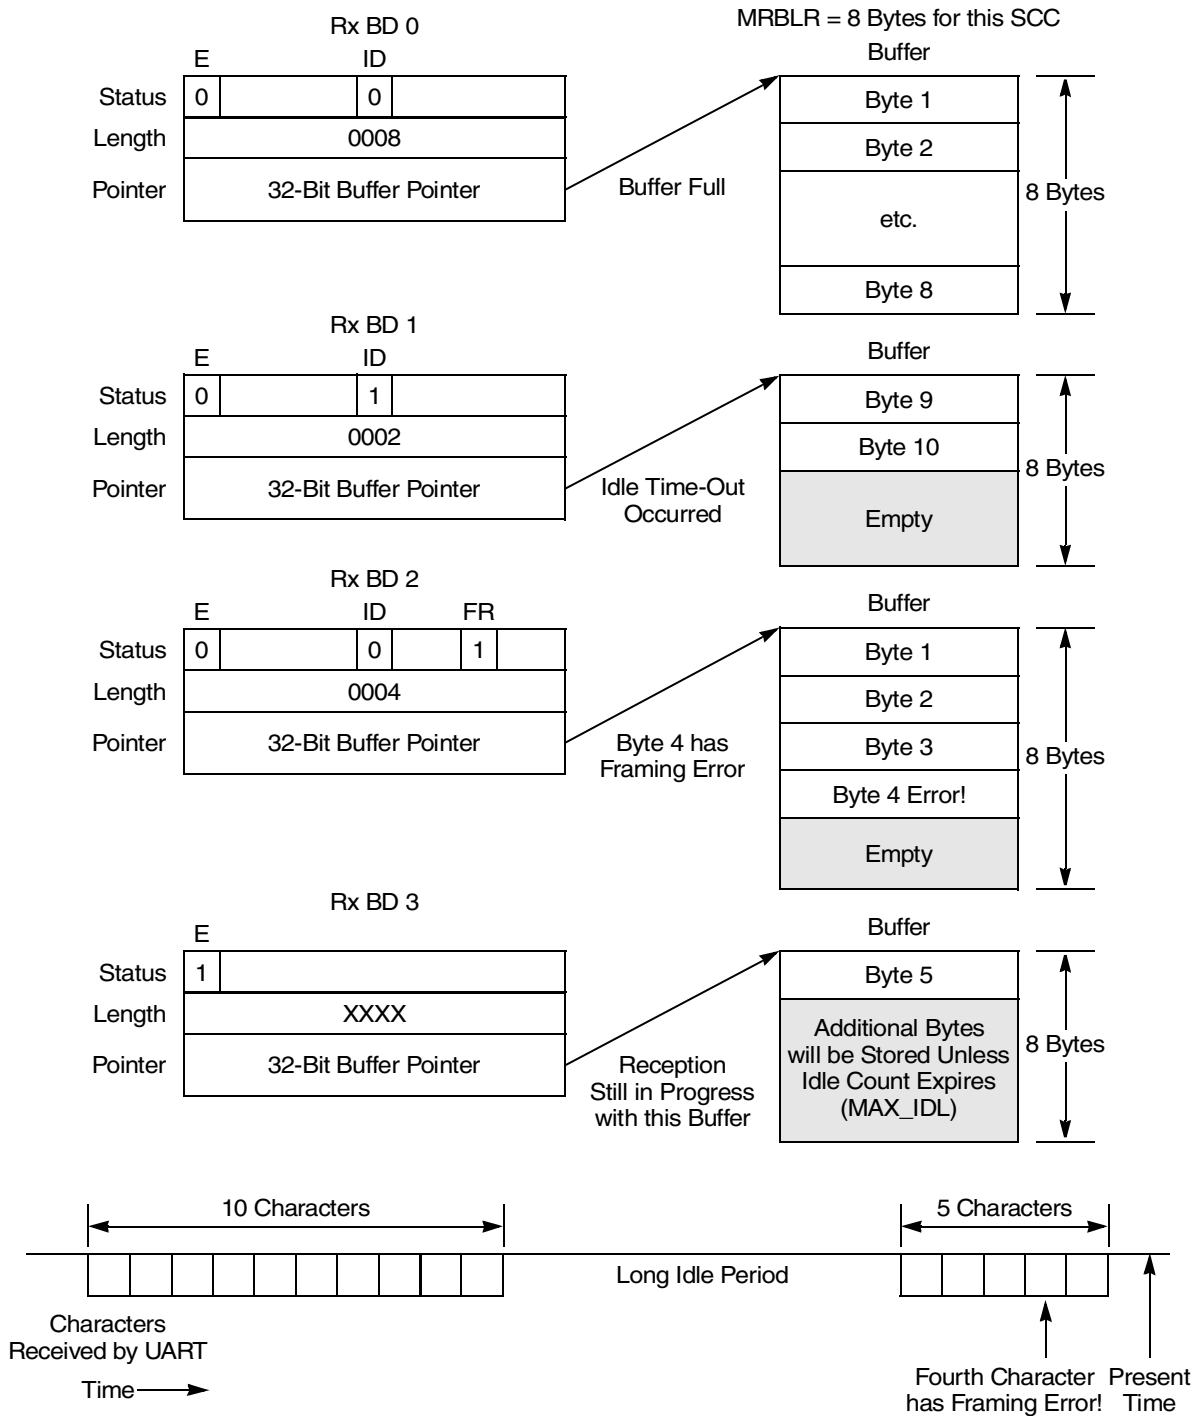 MRBLR = 8 Bytes for this SCC
Rx BD 0
E ID
Status 0 0
Length 0008
Pointer 32-Bit Buffer Pointer
Buffer Full
Buffer
Byte 1
Byte 2
etc.
Byte 8
8 Bytes
Rx BD 1
E ID
Status 0 1
Length 0002
Pointer 32-Bit Buffer Pointer
Idle Time-Out
Occurred
Buffer
Byte 9
Byte 10
Empty
8 Bytes
Rx BD 2
E ID FR
Status 0 0 1
Length 0004
Pointer 32-Bit Buffer Pointer
Byte 4 has
Framing Error
Buffer
Byte 1
Byte 2
Byte 3
Byte 4 Error!
Empty
8 Bytes
Rx BD 3
E
Status 1
Length XXXX
Pointer 32-Bit Buffer Pointer
Reception
Still in Progress
with this Buffer
Buffer
Byte 5
Additional Bytes
will be Stored Unless
Idle Count Expires
(MAX_IDL)
8 Bytes
10 Characters
5 Characters
Long Idle Period
Characters
Received by UART
Time
Fourth Character
has Framing Error!
Present
Time